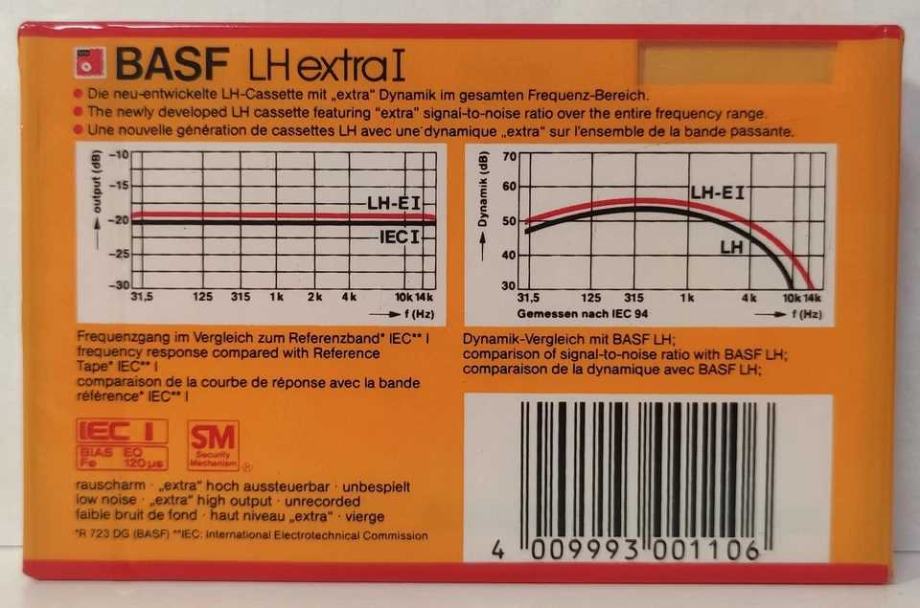 BASF LH extra I
• Die neu-entwickelte LH-Cassette mit „extra" Dynamik im gesamten Frequenz-Bereich.
• The newly developed LH cassette featuring "extra" signal-to-noise ratio over the entire frequency range.
• Une nouvelle génération de cassettes LH avec une dynamique „extra" sur l'ensemble de la bande passante.
output (dB)
-10
-15
-20
-25
-30
LH-E I
IEC I
31,5 125 315 1k 2k 4k 10k 14k
f (Hz)
Dynamik (dB)
70
60
50
40
30
LH-E I
LH
31,5 125 315 1k 4k 10k 14k
Gemessen nach IEC 94 f (Hz)
Frequenzgang im Vergleich zum Referenzband* IEC** I
frequency response compared with Reference
Tape* IEC** I
comparaison de la courbe de réponse avec la bande
référence* IEC** I
Dynamik-Vergleich mit BASF LH;
comparison of signal-to-noise ratio with BASF LH;
comparaison de la dynamique avec BASF LH;
IEC I
BIAS EQ
Fe 120µs
SM
Security
Mechanism
®
rauscharm · „extra" hoch aussteuerbar · unbespielt
low noise · „extra" high output · unrecorded
faible bruit de fond · haut niveau „extra" · vierge
*R 723 DG (BASF) **IEC: International Electrotechnical Commission
4 009993 001106